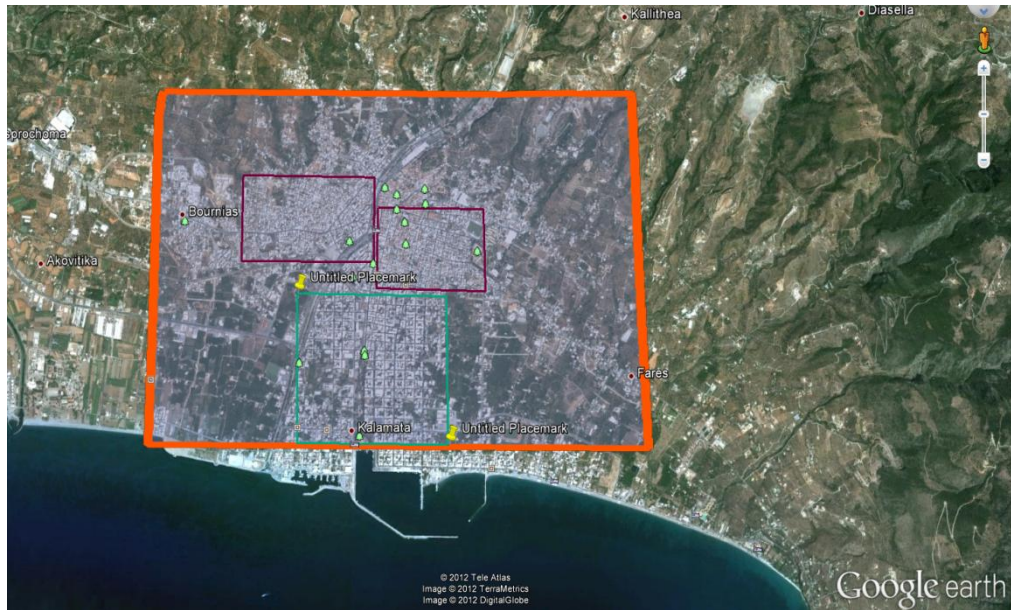 Kallithea
Diasella
sprochoma
Bournias
Akovitika
Untitled Placemark
Fares
Kalamata
Untitled Placemark
© 2012 Tele Atlas
Image © 2012 TerraMetrics
Image © 2012 DigitalGlobe
Google earth